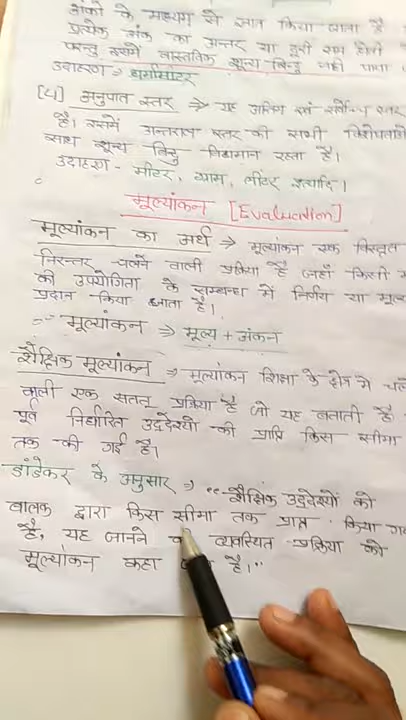 अंकों के माध्यम से ज्ञात किया जाता है
प्रत्येक अंक का अन्तर या दूरी सम होती
परन्तु इसमें वास्तविक शून्य बिन्दु नही पाया
उदाहरण → थर्मामीटर
[4] अनुपात स्तर ⇒ यह अन्तिम एवं सर्वोच्च स्तर
है। इसमें अन्तराल स्तर की सभी
साथ शून्य बिन्दु विद्यमान रहता है।
उदाहरण - मीटर, ग्राम, लीटर इत्यादि।
मूल्यांकन [Evaluation]
मूल्यांकन का अर्थ ⇒ मूल्यांकन एक विस्तृत
निरन्तर चलने वाली प्रक्रिया है जहाँ किसी
की उपयोगिता के सम्बन्ध में निर्णय या
प्रदान किया जाता है।
मूल्यांकन ⇒ मूल्य + अंकन
शैक्षिक मूल्यांकन ⇒ मूल्यांकन शिक्षा के क्षेत्र में
वाली एक सतत् प्रक्रिया है जो यह बताती है
पूर्व निर्धारित उद्देश्यो की प्राप्ति किस सीमा
तक की गई है।
डांडेकर के अनुसार ⇒ "शैक्षिक उद्देश्यों को
बालक द्वारा किस सीमा तक प्राप्त किया
है, यह जानने व्यवस्थित प्रक्रिया को
मूल्यांकन कहा है।"